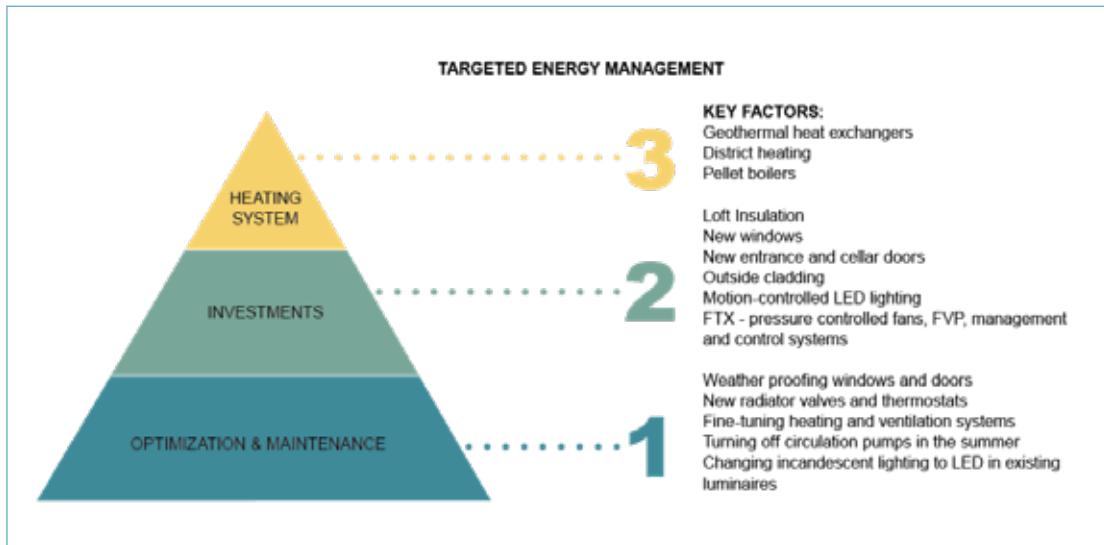 TARGETED ENERGY MANAGEMENT
KEY FACTORS:
3
Geothermal heat exchangers
District heating
Pellet boilers
HEATING
SYSTEM
2
Loft Insulation
New windows
New entrance and cellar doors
Outside cladding
Motion-controlled LED lighting
FTX - pressure controlled fans, FVP, management
and control systems
INVESTMENTS
1
Weather proofing windows and doors
New radiator valves and thermostats
Fine-tuning heating and ventilation systems
Turning off circulation pumps in the summer
Changing incandescent lighting to LED in existing
luminaires
OPTIMIZATION & MAINTENANCE